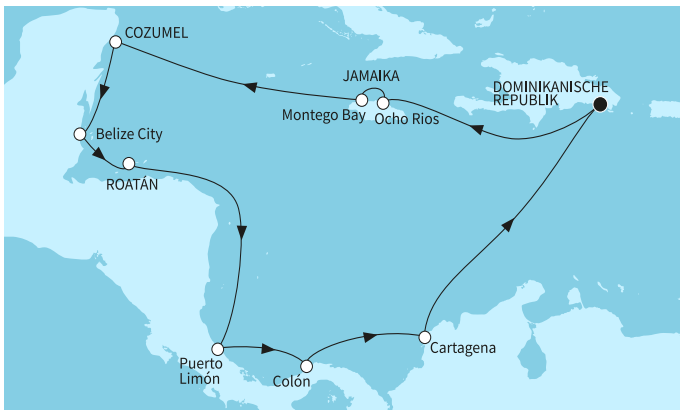 COZUMEL
JAMAIKA
DOMINIKANISCHE
REPUBLIK
Montego Bay
Ocho Rios
Belize City
ROATÁN
Puerto
Limón
Colón
Cartagena